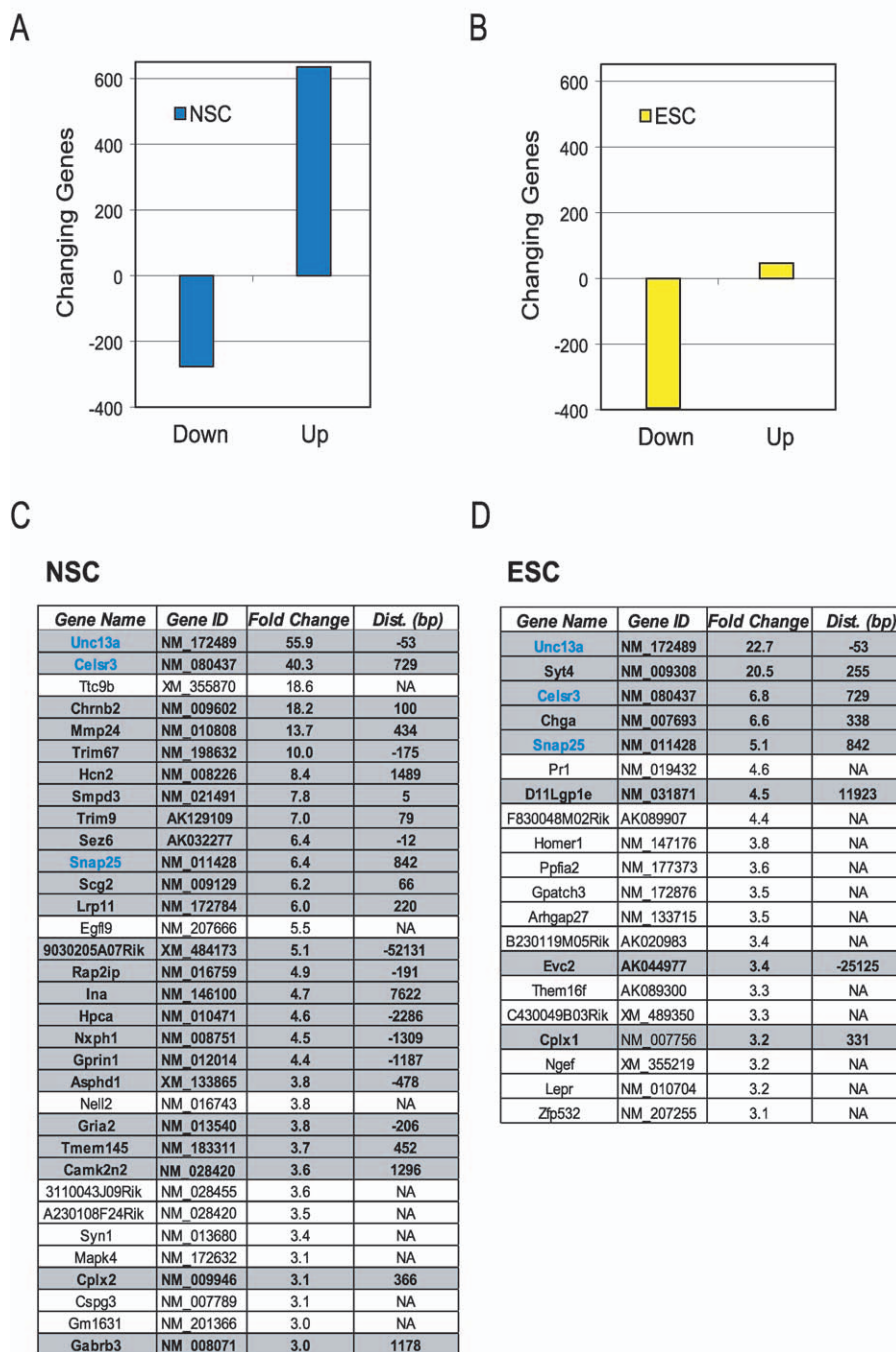 A
B
600
400
200
0
-200
-400
Changing Genes
NSC
Down Up
600
400
200
0
-200
-400
Changing Genes
ESC
Down Up
C
D
NSC
Gene Name Gene ID Fold Change Dist. (bp)
Unc13a NM_172489 55.9 -53
Celsr3 NM_080437 40.3 729
Ttc9b XM_355870 18.6 NA
Chrnb2 NM_009602 18.2 100
Mmp24 NM_010808 13.7 434
Trim67 NM_198632 10.0 -175
Hcn2 NM_008226 8.4 1489
Smpd3 NM_021491 7.8 5
Trim9 AK129109 7.0 79
Sez6 AK032277 6.4 -12
Snap25 NM_011428 6.4 842
Scg2 NM_009129 6.2 66
Lrp11 NM_172784 6.0 220
Egfl9 NM_207666 5.5 NA
9030205A07Rik XM_484173 5.1 -52131
Rap2ip NM_016759 4.9 -191
Ina NM_146100 4.7 7622
Hpca NM_010471 4.6 -2286
Nxph1 NM_008751 4.5 -1309
Gprin1 NM_012014 4.4 -1187
Asphd1 XM_133865 3.8 -478
Nell2 NM_016743 3.8 NA
Gria2 NM_013540 3.8 -206
Tmem145 NM_183311 3.7 452
Camk2n2 NM_028420 3.6 1296
3110043J09Rik NM_028455 3.6 NA
A230108F24Rik NM_028420 3.5 NA
Syn1 NM_013680 3.4 NA
Mapk4 NM_172632 3.1 NA
Cplx2 NM_009946 3.1 366
Cspg3 NM_007789 3.1 NA
Gm1631 NM_201366 3.0 NA
Gabrb3 NM_008071 3.0 1178
ESC
Gene Name Gene ID Fold Change Dist. (bp)
Unc13a NM_172489 22.7 -53
Syt4 NM_009308 20.5 255
Celsr3 NM_080437 6.8 729
Chga NM_007693 6.6 338
Snap25 NM_011428 5.1 842
Pr1 NM_019432 4.6 NA
D11Lgp1e NM_031871 4.5 11923
F830048M02Rik AK089907 4.4 NA
Homer1 NM_147176 3.8 NA
Ppfia2 NM_177373 3.6 NA
Gpatch3 NM_172876 3.5 NA
Arhgap27 NM_133715 3.5 NA
B230119M05Rik AK020983 3.4 NA
Evc2 AK044977 3.4 -25125
Them16f AK089300 3.3 NA
C430049B03Rik XM_489350 3.3 NA
Cplx1 NM_007756 3.2 331
Ngef XM_355219 3.2 NA
Lepr NM_010704 3.2 NA
Zfp532 NM_207255 3.1 NA